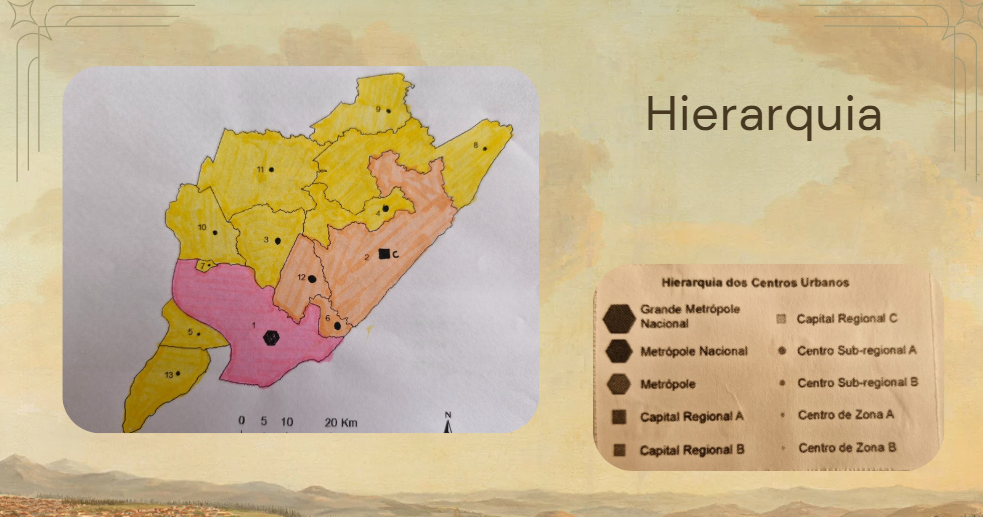 Hierarquia
9
8
11
4
10
3
2 C
7
12
6
1
5
13
0 5 10 20 Km
N
Hierarquia dos Centros Urbanos
Grande Metrópole
Nacional
Metrópole Nacional
Metrópole
Capital Regional A
Capital Regional B
Capital Regional C
Centro Sub-regional A
Centro Sub-regional B
Centro de Zona A
Centro de Zona B